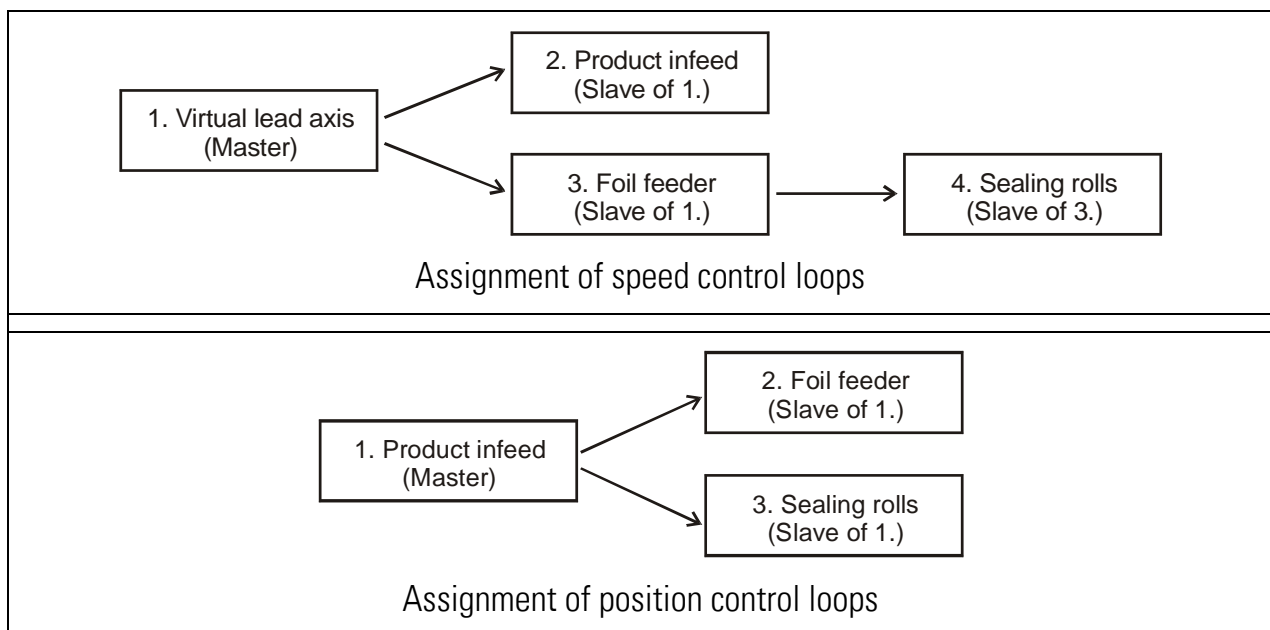 2. Product infeed
(Slave of 1.)
1. Virtual lead axis
(Master)
3. Foil feeder
(Slave of 1.)
4. Sealing rolls
(Slave of 3.)
Assignment of speed control loops
2. Foil feeder
(Slave of 1.)
1. Product infeed
(Master)
3. Sealing rolls
(Slave of 1.)
Assignment of position control loops